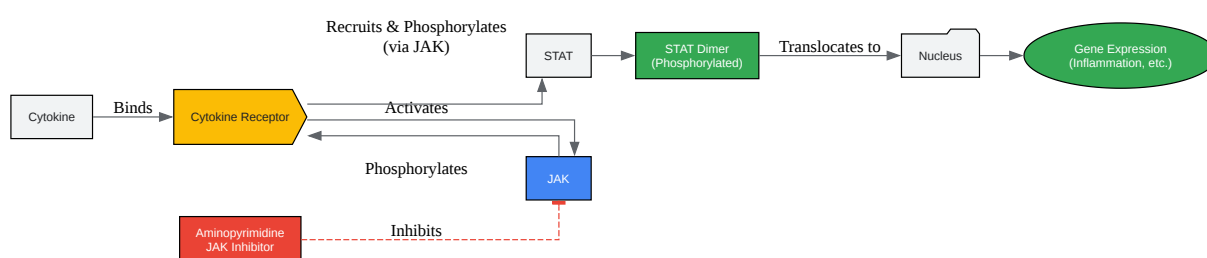 Recruits & Phosphorylates
(via JAK)
STAT
STAT Dimer
(Phosphorylated)
Translocates to
Nucleus
Gene Expression
(Inflammation, etc.)
Cytokine
Binds
Cytokine Receptor
Activates
Phosphorylates
JAK
Aminopyrimidine
JAK Inhibitor
Inhibits